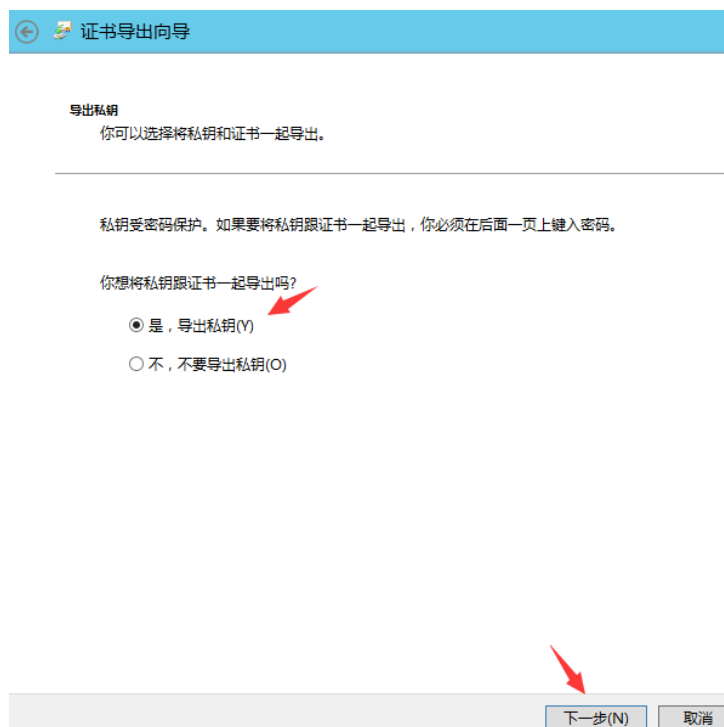 证书导出向导
导出私钥
你可以选择将私钥和证书一起导出。
私钥受密码保护。如果要将私钥跟证书一起导出，你必须在后面一页上键入密码。
你想将私钥跟证书一起导出吗?
是，导出私钥(Y)
不，不要导出私钥(O)
下一步(N)
取消